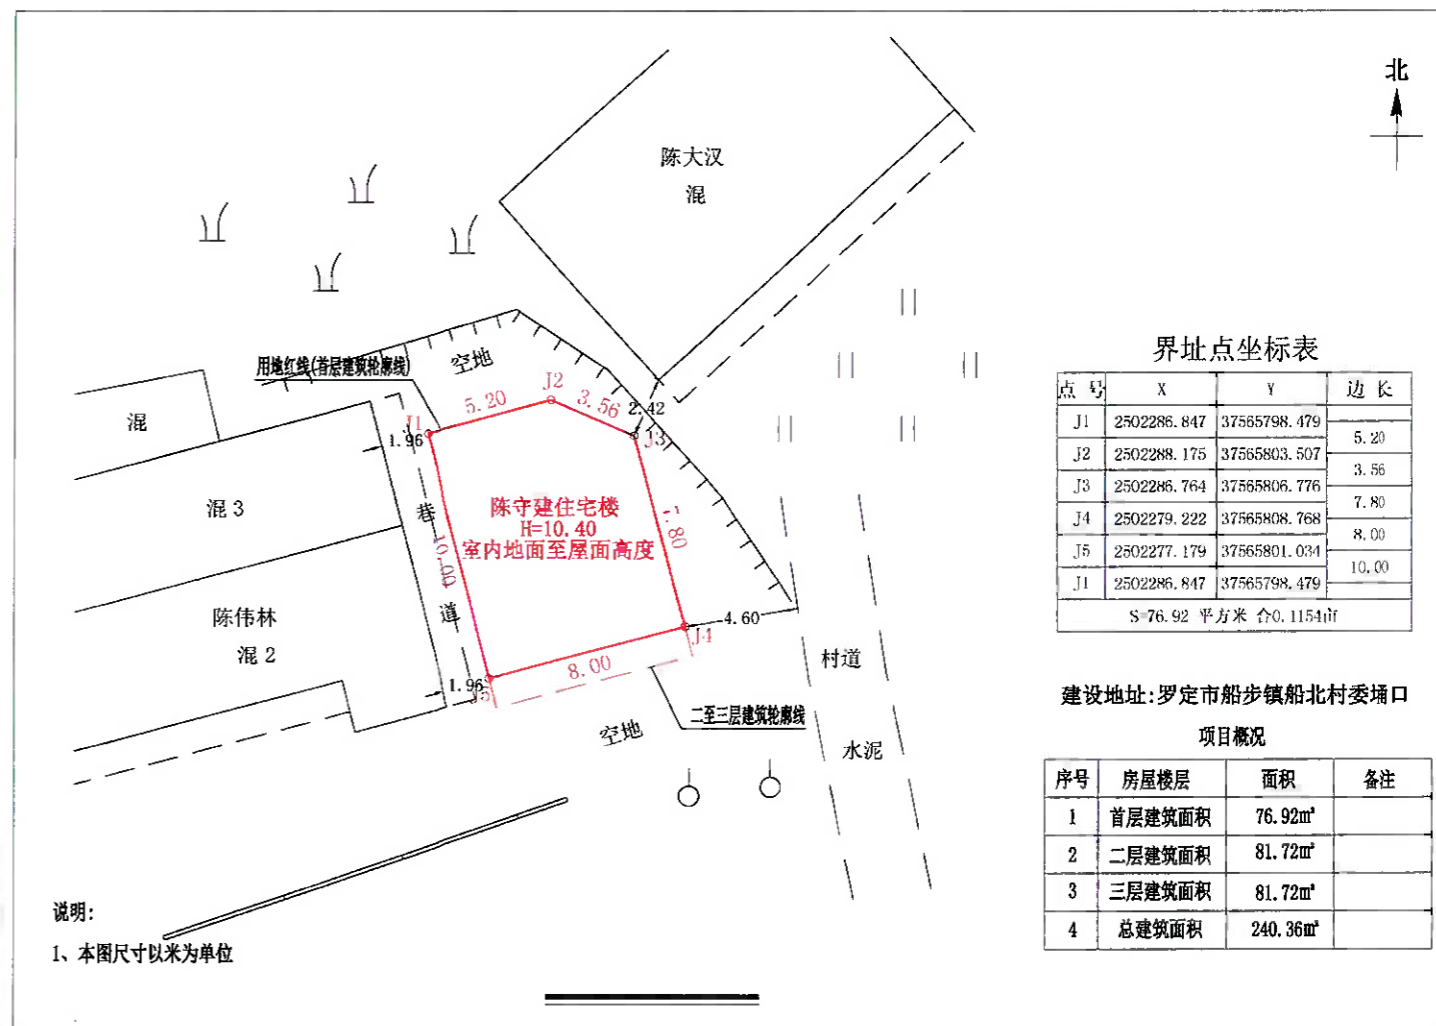 北
陈大汉
混
用地红线(首层建筑轮廓线)
空地
J2
5.20
3.56
2.42
J1
J3
1.96
混
混3
巷
道
陈守建住宅楼
H=10.40
室内地面至屋面高度
7.80
10.00
陈伟林
混2
4.60
J4
8.00
1.96
J5
村道
二至三层建筑轮廓线
空地
水泥
说明:
1、本图尺寸以米为单位
界址点坐标表
点 号 X Y 边 长
J1 2502286.847 37565798.479
5.20
J2 2502288.175 37565803.507
3.56
J3 2502286.764 37565806.776
7.80
J4 2502279.222 37565808.768
8.00
J5 2502277.179 37565801.034
10.00
J1 2502286.847 37565798.479
S=76.92 平方米 合0.1154亩
建设地址:罗定市船步镇船北村委埇口
项目概况
序号 房屋楼层 面积 备注
1 首层建筑面积 76.92㎡
2 二层建筑面积 81.72㎡
3 三层建筑面积 81.72㎡
4 总建筑面积 240.36㎡